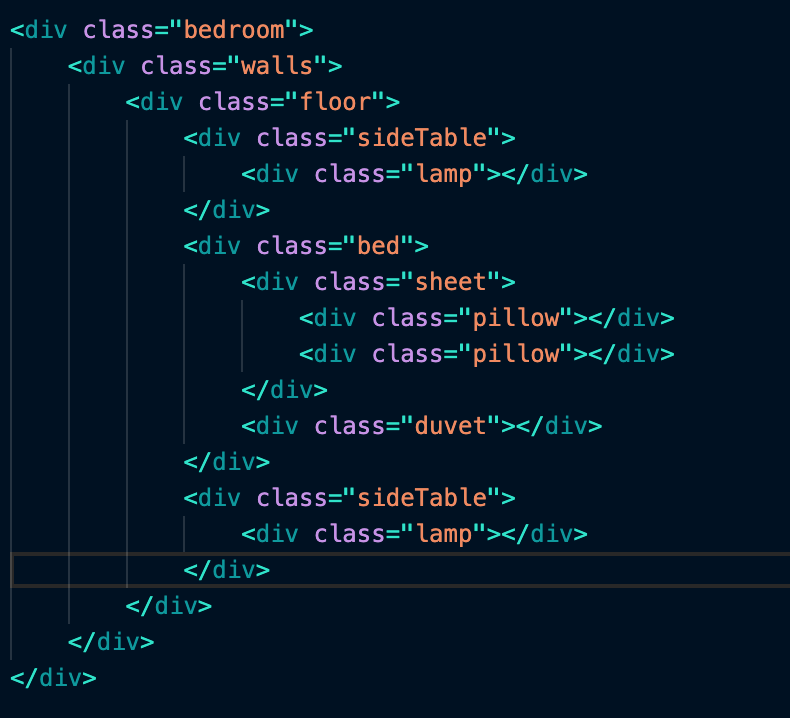 <div class="bedroom">
    <div class="walls">
        <div class="floor">
            <div class="sideTable">
                <div class="lamp"></div>
            </div>
            <div class="bed">
                <div class="sheet">
                    <div class="pillow"></div>
                    <div class="pillow"></div>
                </div>
                <div class="duvet"></div>
            </div>
            <div class="sideTable">
                <div class="lamp"></div>
            </div>
        </div>
    </div>
</div>